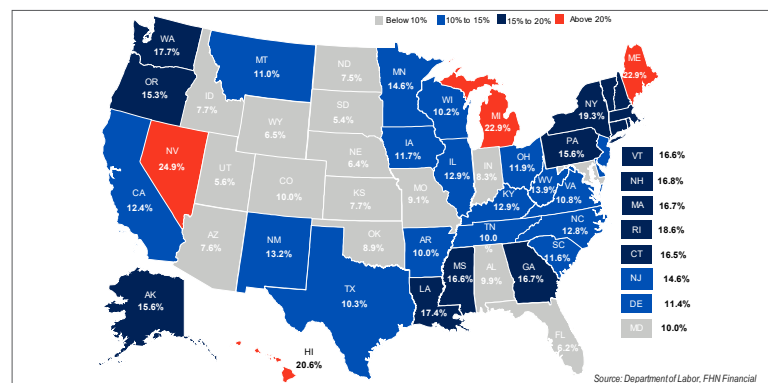 Below 10% 10% to 15% 15% to 20% Above 20%
WA
17.7%
OR
15.3%
CA
12.4%
NV
24.9%
ID
7.7%
MT
11.0%
WY
6.5%
UT
5.6%
AZ
7.6%
CO
10.0%
NM
13.2%
ND
7.5%
SD
5.4%
NE
6.4%
KS
7.7%
OK
8.9%
TX
10.3%
MN
14.6%
IA
11.7%
MO
9.1%
AR
10.0%
LA
17.4%
WI
10.2%
IL
12.9%
MI
22.9%
IN
8.3%
OH
11.9%
KY
12.9%
TN
10.0
%
MS
16.6%
AL
9.9%
GA
16.7%
FL
6.2%
SC
11.6%
NC
12.8%
VA
10.8%
WV
13.9%
PA
15.6%
NY
19.3%
ME
22.9%
AK
15.6%
HI
20.6%
VT 16.6%
NH 16.8%
MA 16.7%
RI 18.6%
CT 16.5%
NJ 14.6%
DE 11.4%
MD 10.0%
Source: Department of Labor, FHN Financial